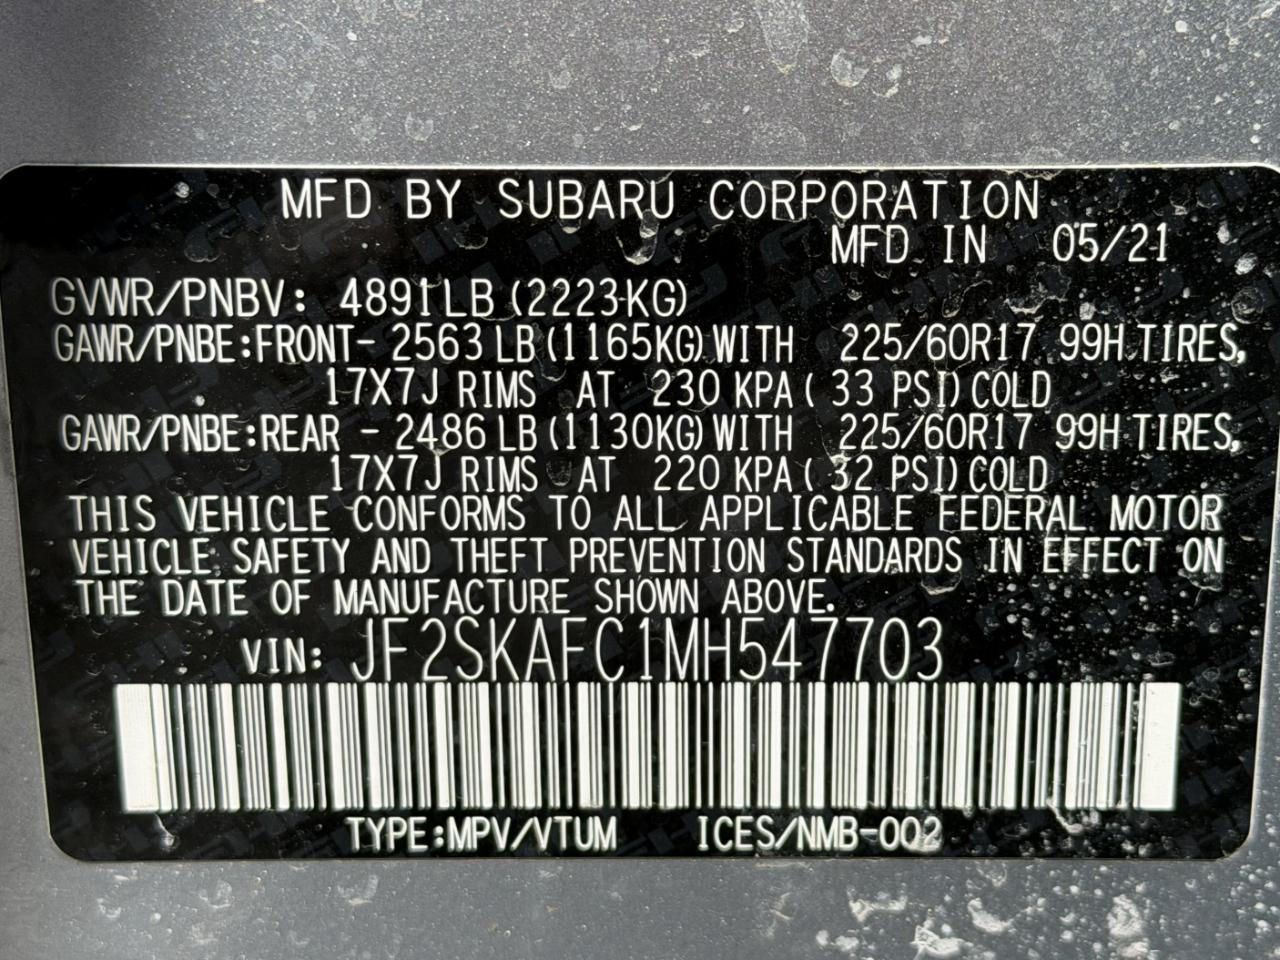 MFD BY SUBARU CORPORATION
MFD IN 05/21
GVWR/PNBV: 4891LB (2223KG)
GAWR/PNBE:FRONT- 2563 LB (1165KG) WITH 225/60R17 99H TIRES,
17X7J RIMS AT 230 KPA ( 33 PSI) COLD
GAWR/PNBE:REAR - 2486 LB (1130KG) WITH 225/60R17 99H TIRES,
17X7J RIMS AT 220 KPA ( 32 PSI) COLD
THIS VEHICLE CONFORMS TO ALL APPLICABLE FEDERAL MOTOR
VEHICLE SAFETY AND THEFT PREVENTION STANDARDS IN EFFECT ON
THE DATE OF MANUFACTURE SHOWN ABOVE.
VIN: JF2SKAFC1MH547703
TYPE:MPV/VTUM ICES/NMB-002